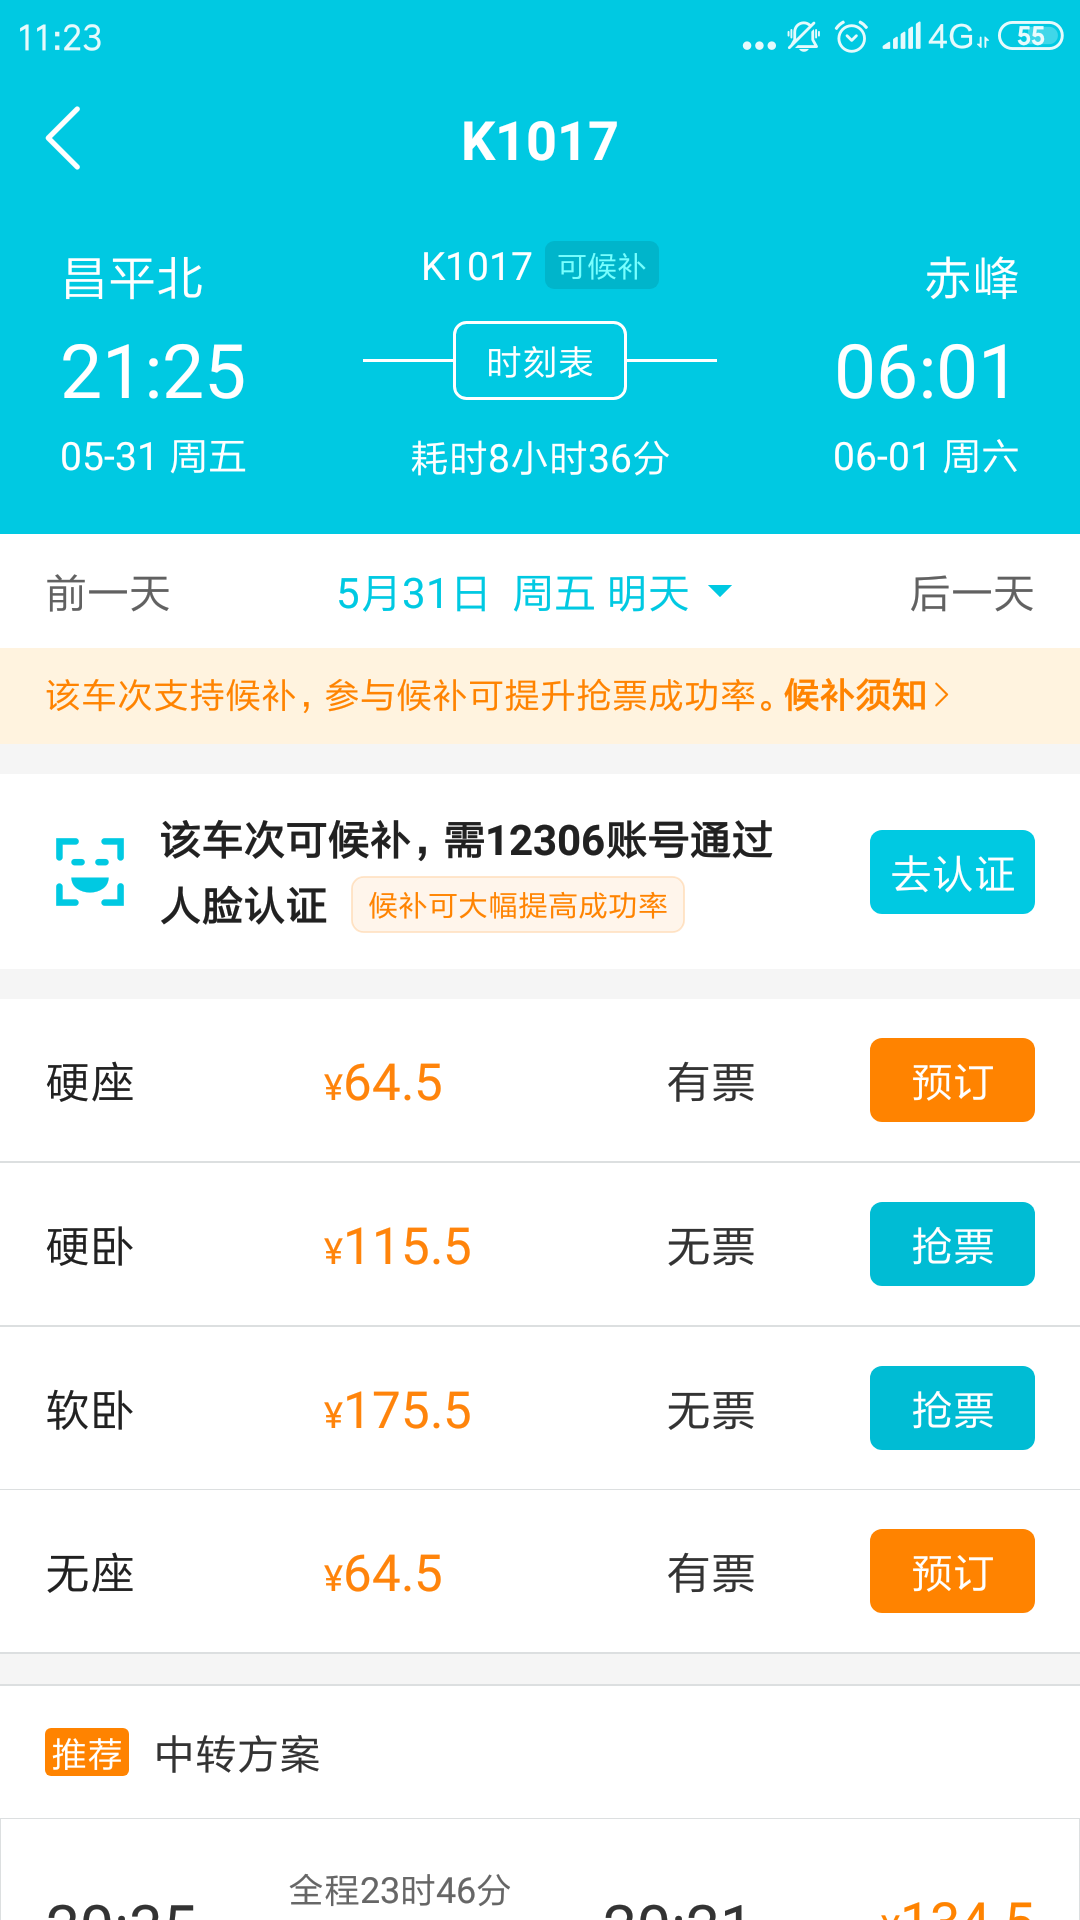 11:23
4G 55
K1017
昌平北 K1017 可候补 赤峰
21:25 时刻表 06:01
05-31 周五 耗时8小时36分 06-01 周六
前一天 5月31日 周五 明天 后一天
该车次支持候补，参与候补可提升抢票成功率。候补须知
该车次可候补，需12306账号通过
人脸认证 候补可大幅提高成功率
去认证
硬座 ¥64.5 有票 预订
硬卧 ¥115.5 无票 抢票
软卧 ¥175.5 无票 抢票
无座 ¥64.5 有票 预订
推荐 中转方案
全程23时46分
¥134.5